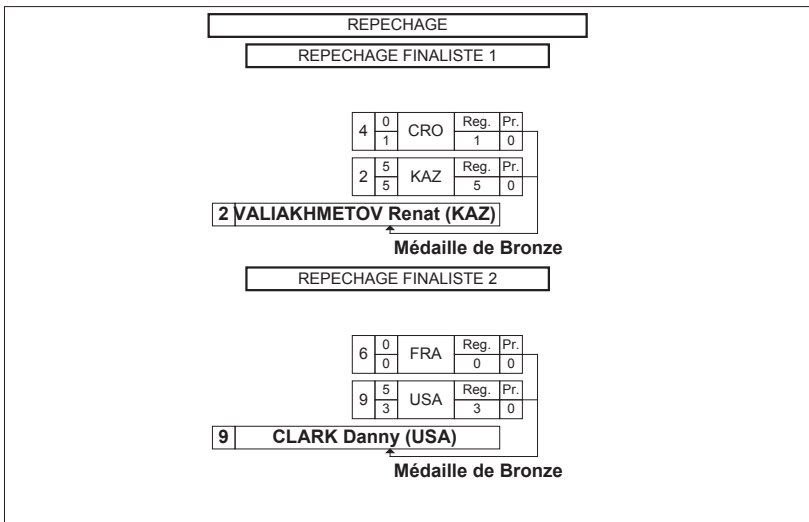 REPECHAGE
REPECHAGE FINALISTE 1
4 0 CRO Reg. Pr.
1 1 0
2 5 KAZ Reg. Pr.
5 5 0
2 VALIAKHMETOV Renat (KAZ)
Médaille de Bronze
REPECHAGE FINALISTE 2
6 0 FRA Reg. Pr.
0 0 0
9 5 USA Reg. Pr.
3 3 0
9 CLARK Danny (USA)
Médaille de Bronze